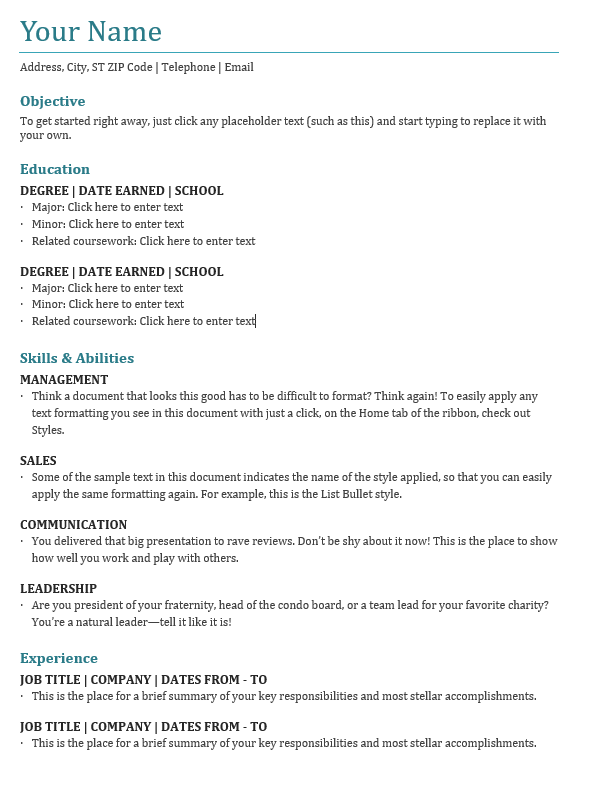 Your Name
Address, City, ST ZIP Code | Telephone | Email
Objective
To get started right away, just click any placeholder text (such as this) and start typing to replace it with
your own.
Education
DEGREE | DATE EARNED | SCHOOL
· Major: Click here to enter text
· Minor: Click here to enter text
· Related coursework: Click here to enter text
DEGREE | DATE EARNED | SCHOOL
· Major: Click here to enter text
· Minor: Click here to enter text
· Related coursework: Click here to enter text
Skills & Abilities
MANAGEMENT
· Think a document that looks this good has to be difficult to format? Think again! To easily apply any
text formatting you see in this document with just a click, on the Home tab of the ribbon, check out
Styles.
SALES
· Some of the sample text in this document indicates the name of the style applied, so that you can easily
apply the same formatting again. For example, this is the List Bullet style.
COMMUNICATION
· You delivered that big presentation to rave reviews. Don’t be shy about it now! This is the place to show
how well you work and play with others.
LEADERSHIP
· Are you president of your fraternity, head of the condo board, or a team lead for your favorite charity?
You’re a natural leader—tell it like it is!
Experience
JOB TITLE | COMPANY | DATES FROM - TO
· This is the place for a brief summary of your key responsibilities and most stellar accomplishments.
JOB TITLE | COMPANY | DATES FROM - TO
· This is the place for a brief summary of your key responsibilities and most stellar accomplishments.